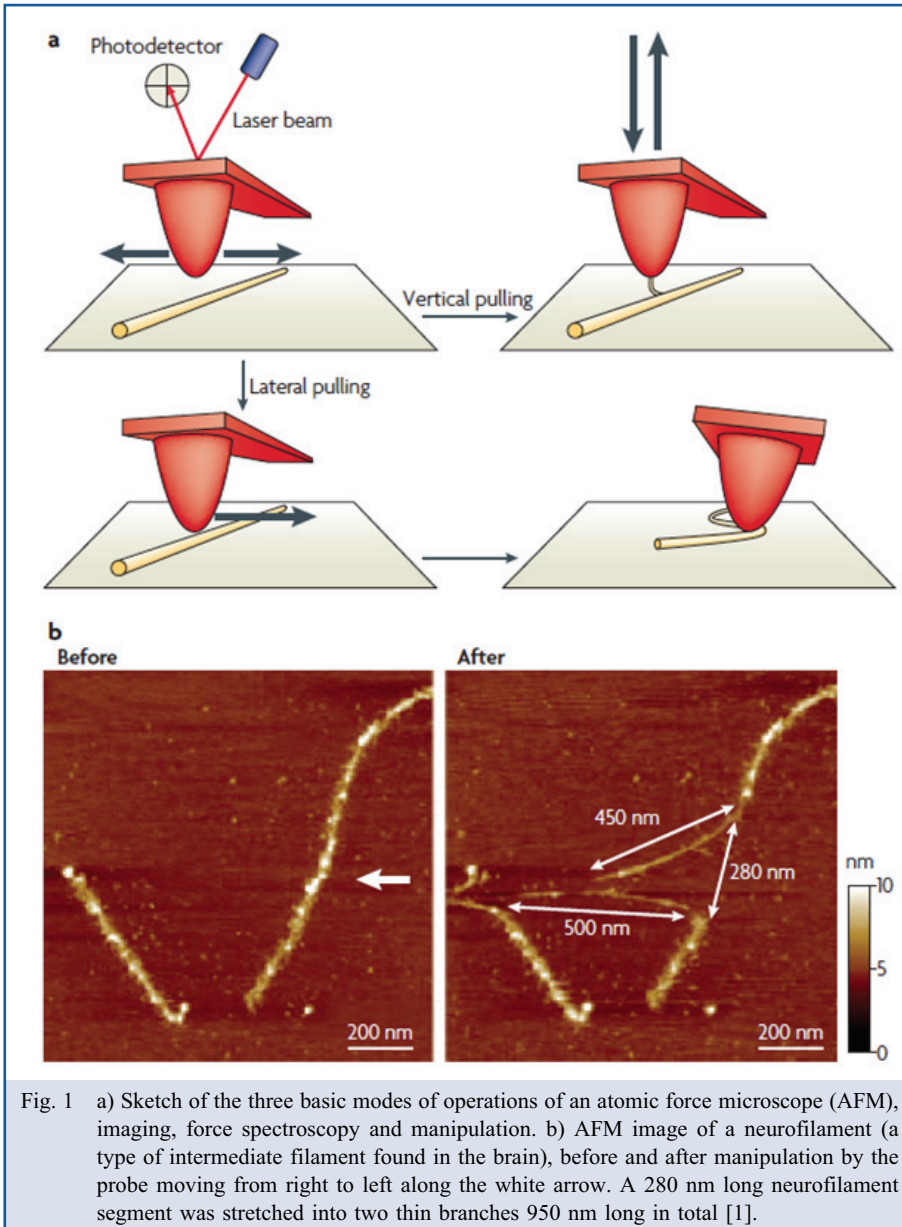 a
Photodetector
Laser beam
Vertical pulling
Lateral pulling
b
Before
After
450 nm
280 nm
500 nm
200 nm
200 nm
nm
10
5
0
Fig. 1 a) Sketch of the three basic modes of operations of an atomic force microscope (AFM),
imaging, force spectroscopy and manipulation. b) AFM image of a neurofilament (a
type of intermediate filament found in the brain), before and after manipulation by the
probe moving from right to left along the white arrow. A 280 nm long neurofilament
segment was stretched into two thin branches 950 nm long in total [1].